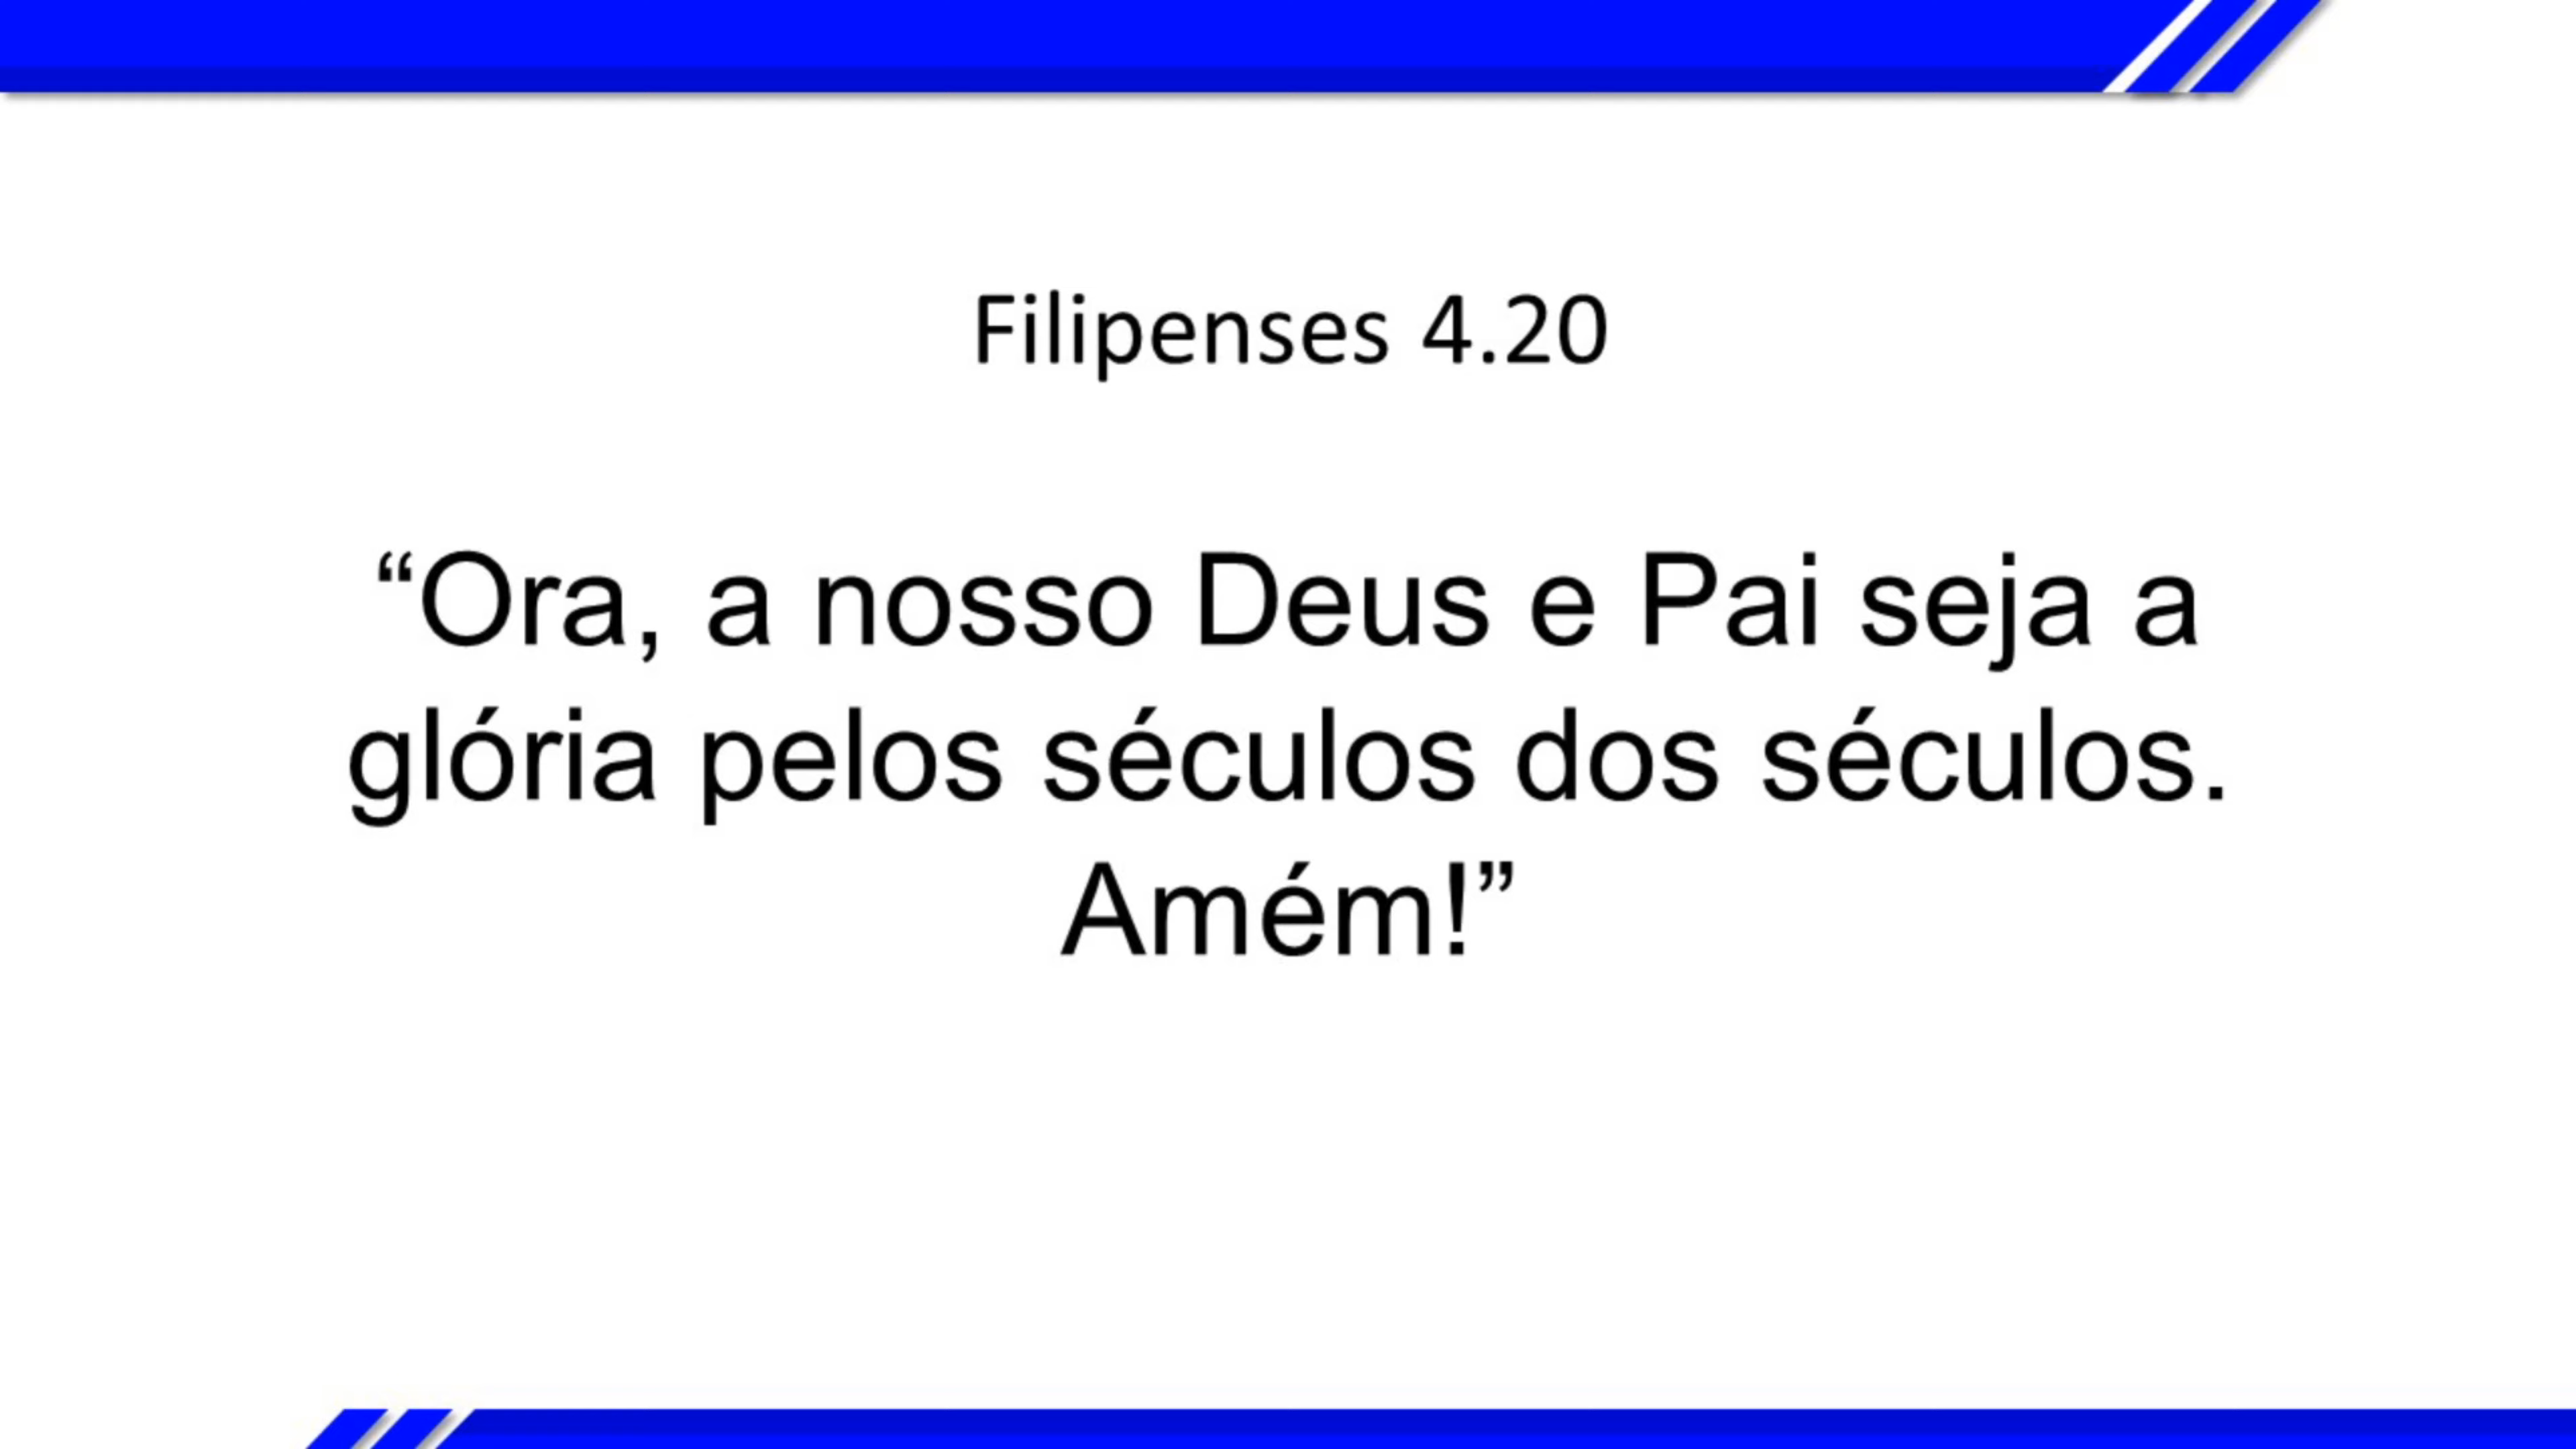 Filipenses 4.20
“Ora, a nosso Deus e Pai seja a
glória pelos séculos dos séculos.
Amém!”